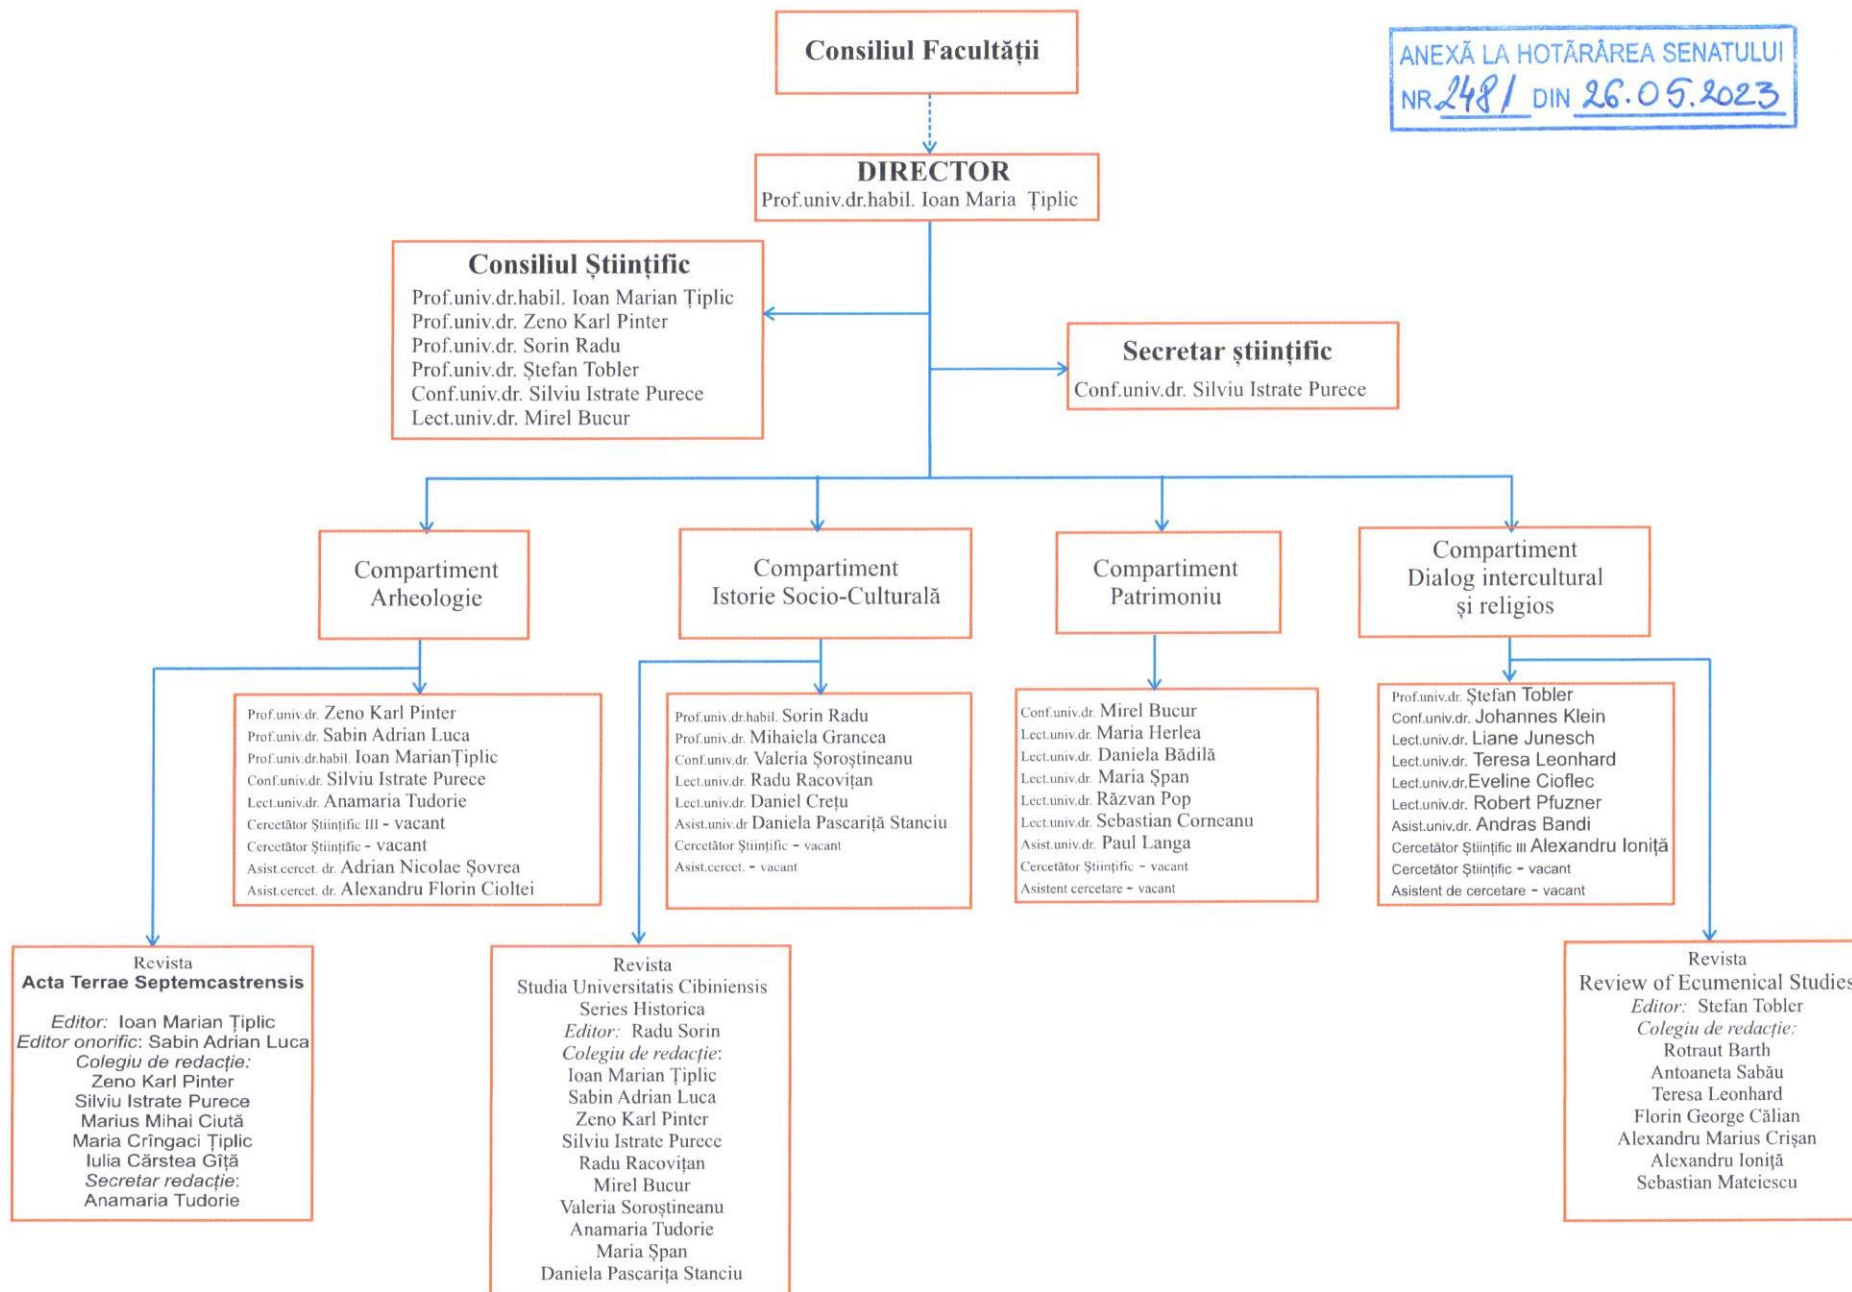 Consiliul Facultății
ANEXĂ LA HOTĂRÂREA SENATULUI
NR. 2481 DIN 26.05.2023
DIRECTOR
Prof.univ.dr.habil. Ioan Maria Țiplic
Consiliul Științific
Prof.univ.dr.habil. Ioan Marian Țiplic
Prof.univ.dr. Zeno Karl Pinter
Prof.univ.dr. Sorin Radu
Prof.univ.dr. Ștefan Tobler
Conf.univ.dr. Silviu Istrate Purece
Lect.univ.dr. Mirel Bucur
Secretar științific
Conf.univ.dr. Silviu Istrate Purece
Compartiment
Arheologie
Compartiment
Istorie Socio-Culturală
Compartiment
Patrimoniu
Compartiment
Dialog intercultural
și religios
Prof.univ.dr. Zeno Karl Pinter
Prof.univ.dr. Sabin Adrian Luca
Prof.univ.dr.habil. Ioan MarianȚiplic
Conf.univ.dr. Silviu Istrate Purece
Lect.univ.dr. Anamaria Tudorie
Cercetător Științific III - vacant
Cercetător Științific - vacant
Asist.cercet. dr. Adrian Nicolae Șovrea
Asist.cercet. dr. Alexandru Florin Cioltei
Prof.univ.dr.habil. Sorin Radu
Prof.univ.dr. Mihaiela Grancea
Conf.univ.dr. Valeria Șoroștineanu
Lect.univ.dr. Radu Racovițan
Lect.univ.dr. Daniel Crețu
Asist.univ.dr Daniela Pascariță Stanciu
Cercetător Științific - vacant
Asist.cercet. - vacant
Conf.univ.dr. Mirel Bucur
Lect.univ.dr. Maria Herlea
Lect.univ.dr. Daniela Bădilă
Lect.univ.dr. Maria Șpan
Lect.univ.dr. Răzvan Pop
Lect.univ.dr. Sebastian Corneanu
Asist.univ.dr. Paul Langa
Cercetător Științific - vacant
Asistent cercetare - vacant
Prof.univ.dr. Ștefan Tobler
Conf.univ.dr. Johannes Klein
Lect.univ.dr. Liane Junesch
Lect.univ.dr. Teresa Leonhard
Lect.univ.dr.Eveline Cioflec
Lect.univ.dr. Robert Pfuzner
Asist.univ.dr. Andras Bandi
Cercetător Științific III Alexandru Ioniță
Cercetător Științific - vacant
Asistent de cercetare - vacant
Revista
Acta Terrae Septemcastrensis
Editor: Ioan Marian Țiplic
Editor onorific: Sabin Adrian Luca
Colegiu de redacție:
Zeno Karl Pinter
Silviu Istrate Purece
Marius Mihai Ciută
Maria Crîngaci Țiplic
Iulia Cârstea Gîță
Secretar redacție:
Anamaria Tudorie
Revista
Studia Universitatis Cibiniensis
Series Historica
Editor: Radu Sorin
Colegiu de redacție:
Ioan Marian Țiplic
Sabin Adrian Luca
Zeno Karl Pinter
Silviu Istrate Purece
Radu Racovițan
Mirel Bucur
Valeria Soroștineanu
Anamaria Tudorie
Maria Șpan
Daniela Pascarița Stanciu
Revista
Review of Ecumenical Studies
Editor: Stefan Tobler
Colegiu de redacție:
Rotraut Barth
Antoaneta Sabău
Teresa Leonhard
Florin George Călian
Alexandru Marius Crișan
Alexandru Ioniță
Sebastian Mateiescu